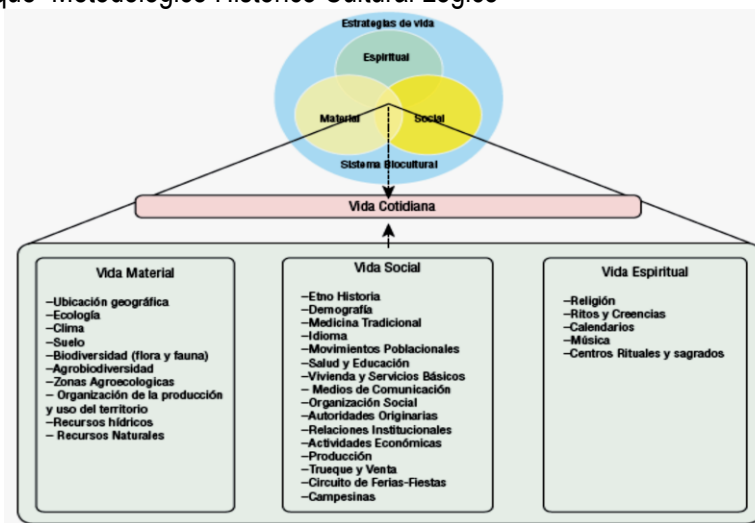 que Metodológico Histórico Cultural Lógico
Estrategias de vida
Espiritual
Material
Social
Sistema Biocultural
Vida Cotidiana
Vida Material
–Ubicación geográfica
–Ecología
–Clima
–Suelo
–Biodiversidad (flora y fauna)
–Agrobiodiversidad
–Zonas Agroecologicas
– Organización de la producción
y uso del territorio
–Recursos hídricos
– Recursos Naturales
Vida Social
–Etno Historia
–Demografía
–Medicina Tradicional
–Idioma
–Movimientos Poblacionales
–Salud y Educación
–Vivienda y Servicios Básicos
– Medios de Comunicación
–Organización Social
–Autoridades Originarias
–Relaciones Institucionales
–Actividades Económicas
–Producción
–Trueque y Venta
–Circuito de Ferias-Fiestas
–Campesinas
Vida Espiritual
–Religión
–Ritos y Creencias
–Calendarios
–Música
–Centros Rituales y sagrados